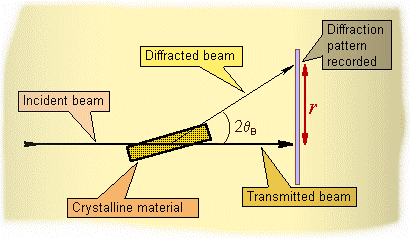 Diffraction
pattern
recorded
Diffracted beam
Incident beam
r
2θB
Transmitted beam
Crystalline material